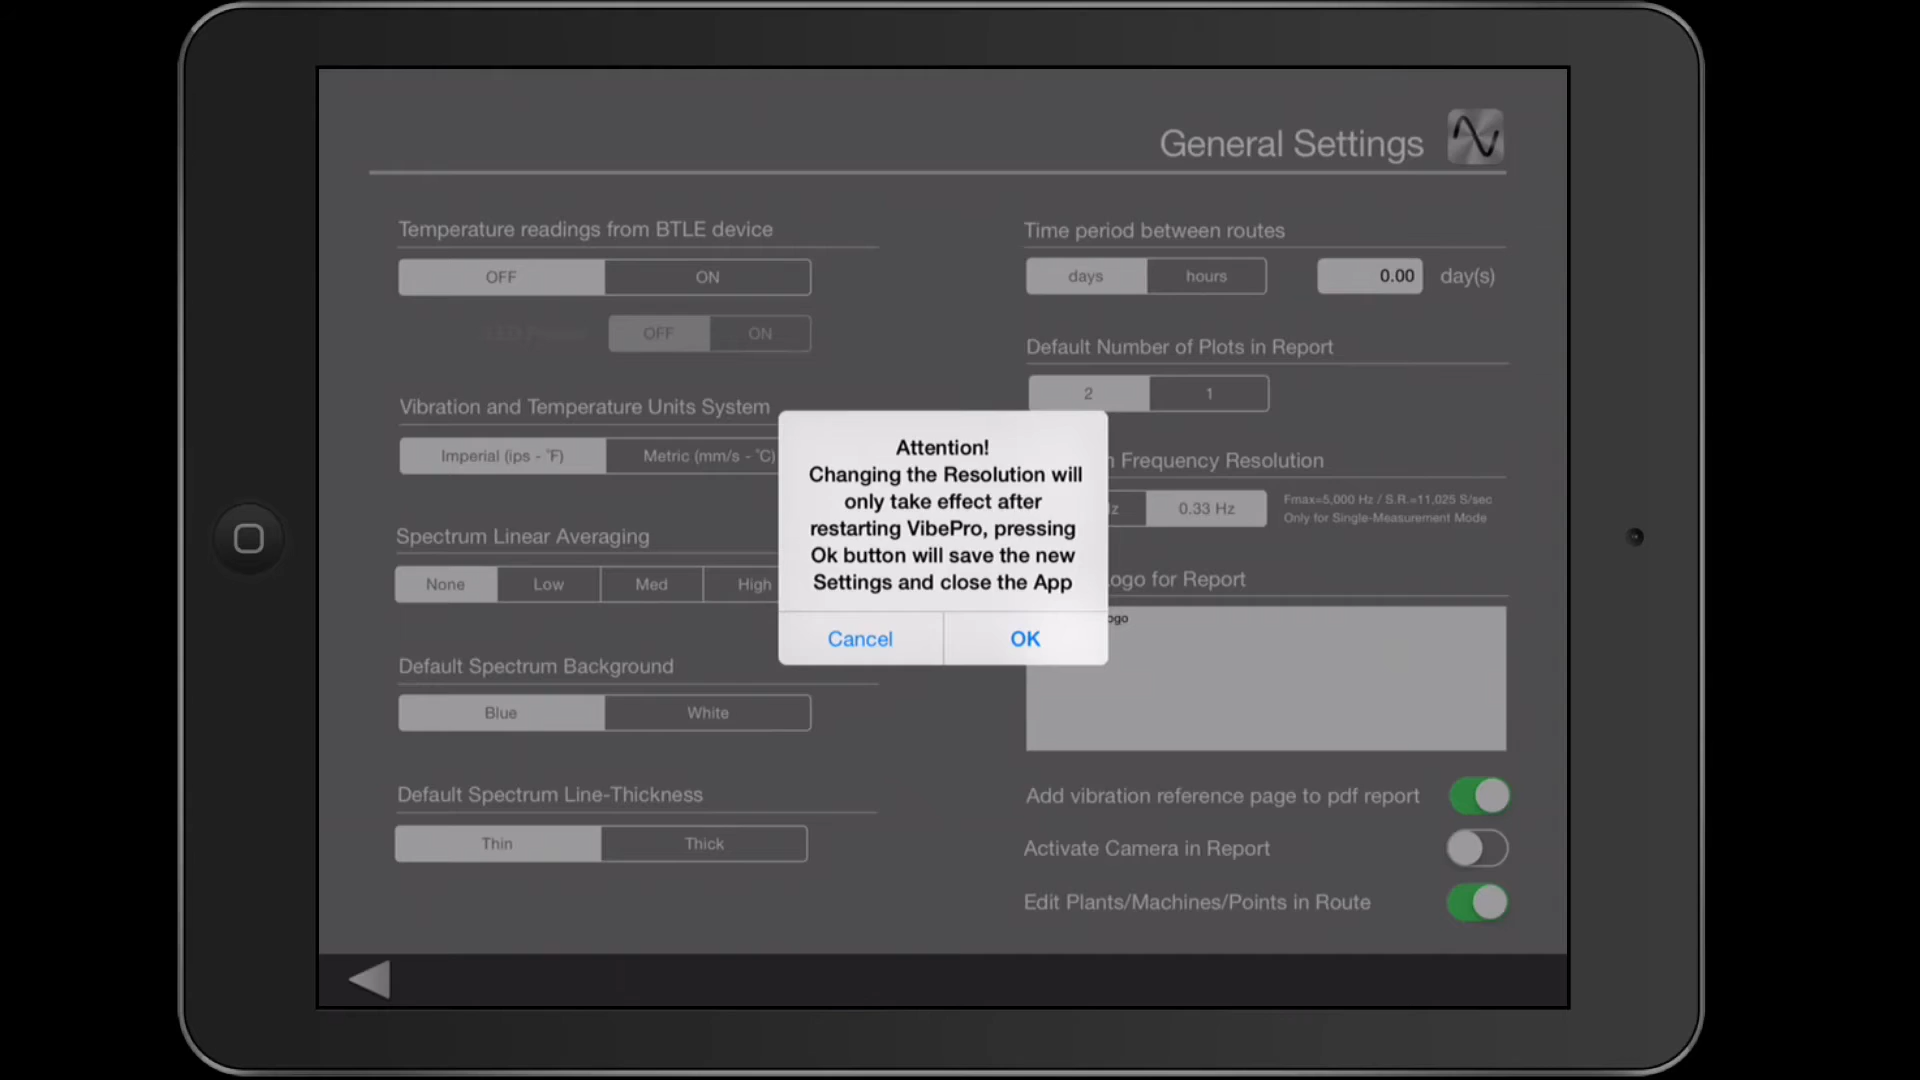 General Settings
Temperature readings from BTLE device
OFF ON
OFF ON
Vibration and Temperature Units System
Imperial (ips - °F) Metric (mm/s - °C)
Spectrum Linear Averaging
None Low Med High
Default Spectrum Background
Blue White
Default Spectrum Line-Thickness
Thin Thick
Time period between routes
days hours 0.00 day(s)
Default Number of Plots in Report
2 1
Frequency Resolution
0.33 Hz
Fmax=5,000 Hz / S.R.=11,025 S/sec
Only for Single-Measurement Mode
ogo for Report
ogo
Add vibration reference page to pdf report
Activate Camera in Report
Edit Plants/Machines/Points in Route
Attention!
Changing the Resolution will
only take effect after
restarting VibePro, pressing
Ok button will save the new
Settings and close the App
Cancel OK